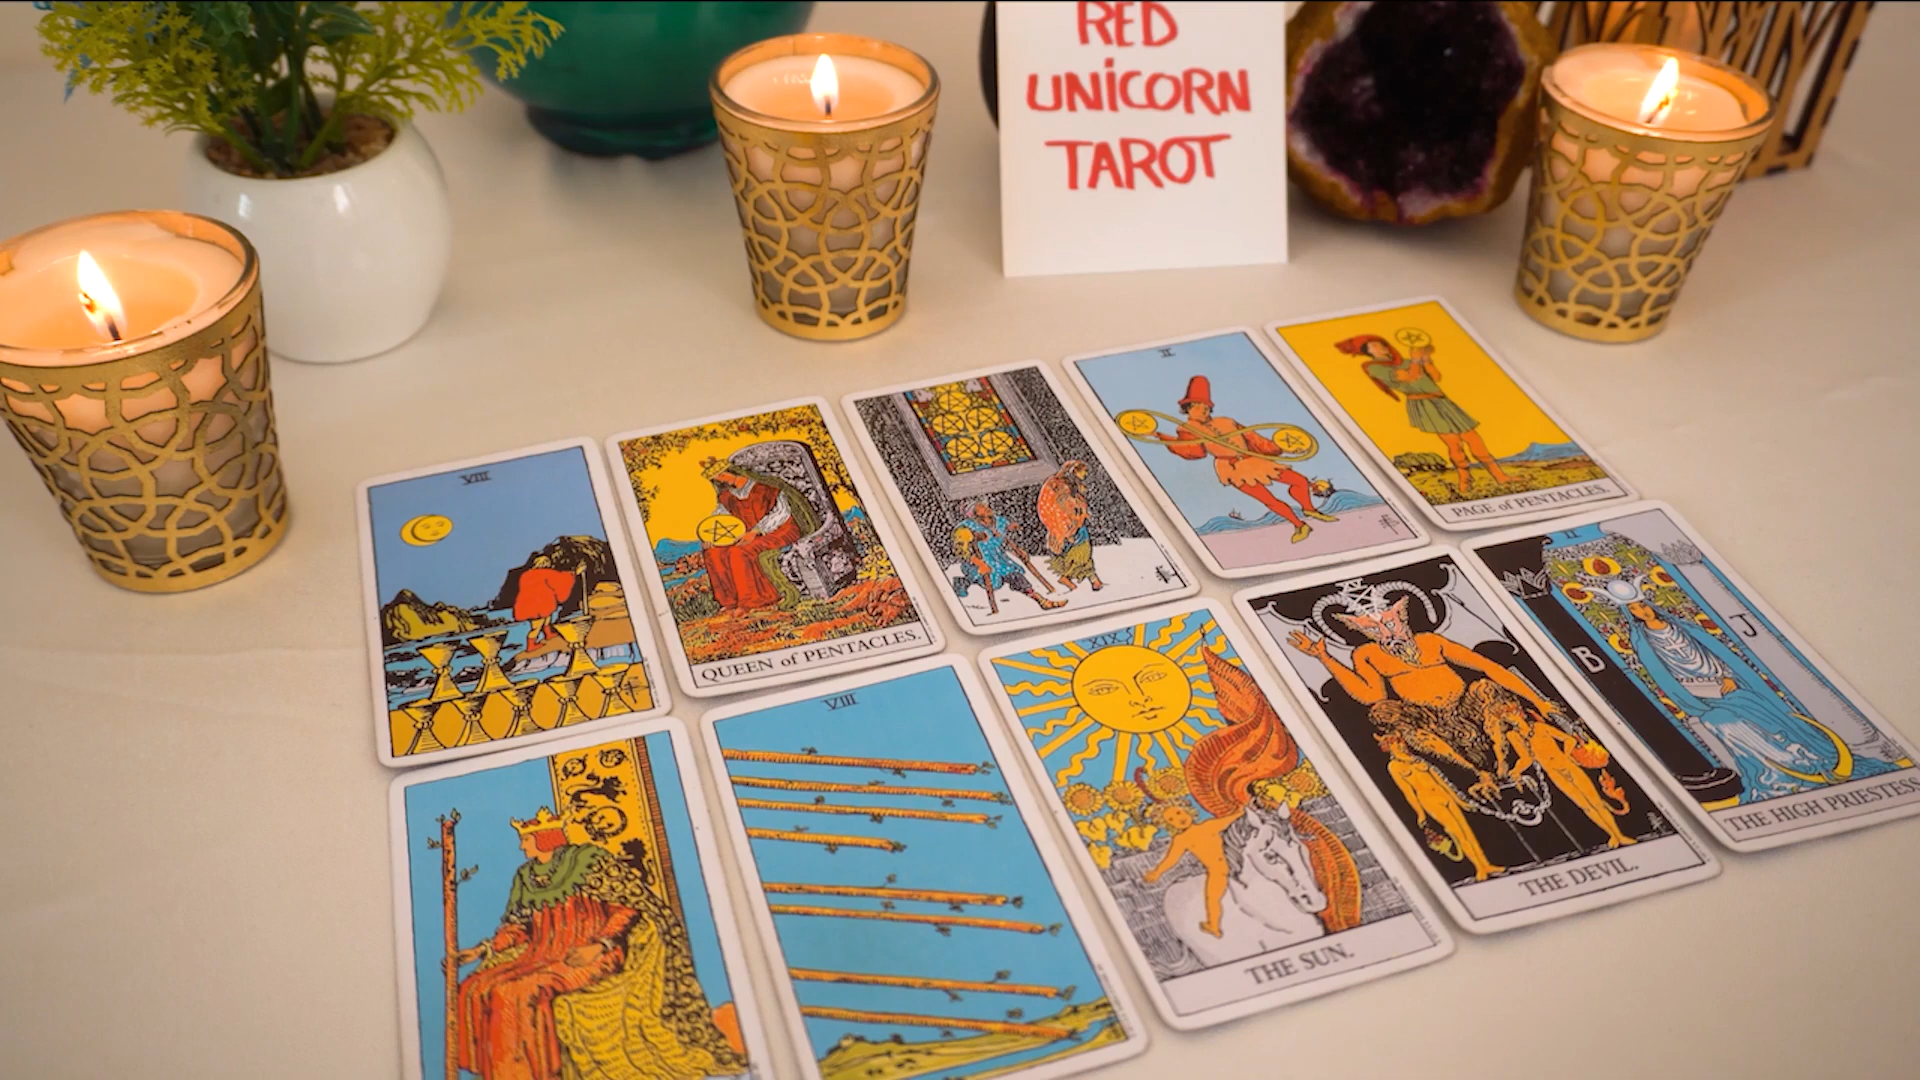 RED
UNICORN
TAROT
II
PAGE of PENTACLES.
VIII
QUEEN of PENTACLES.
II
B
J
THE HIGH PRIESTESS
XV
THE DEVIL.
XIX
THE SUN.
VIII